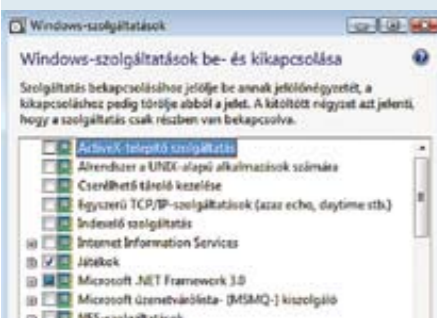 Windows-szolgáltatások
Windows-szolgáltatások be- és kikapcsolása
Szolgáltatás bekapcsolásához jelölje be annak jelölőnégyzetét, a
kikapcsoláshoz pedig törölje abból a jelet. A kitöltött négyzet azt jelenti,
hogy a szolgáltatás csak részben van bekapcsolva.
ActiveX-telepítő szolgáltatás
Alrendszer a UNIX-alapú alkalmazások számára
Cserélhető tároló kezelése
Egyszerű TCP/IP-szolgáltatások (azaz echo, daytime stb.)
Indexelő szolgáltatás
Internet Information Services
Játékok
Microsoft .NET Framework 3.0
Microsoft üzenetvárólista- (MSMQ-) kiszolgáló
NFS-szolgáltatások